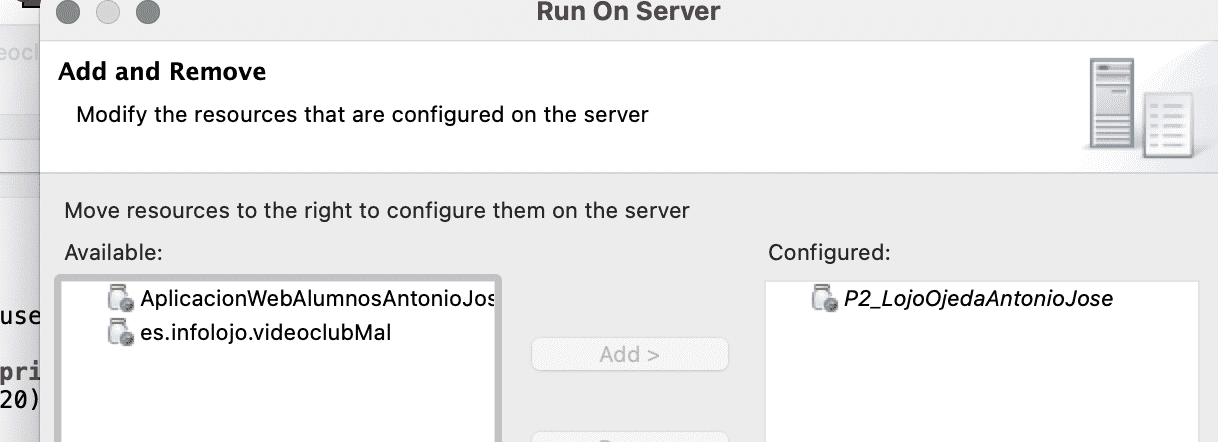 Run On Server
eocl
Add and Remove
Modify the resources that are configured on the server
Move resources to the right to configure them on the server
Available:
Configured:
AplicacionWebAlumnosAntonioJos
es.infolojo.videoclubMal
P2_LojoOjedaAntonioJose
Add >
use
pri
20)